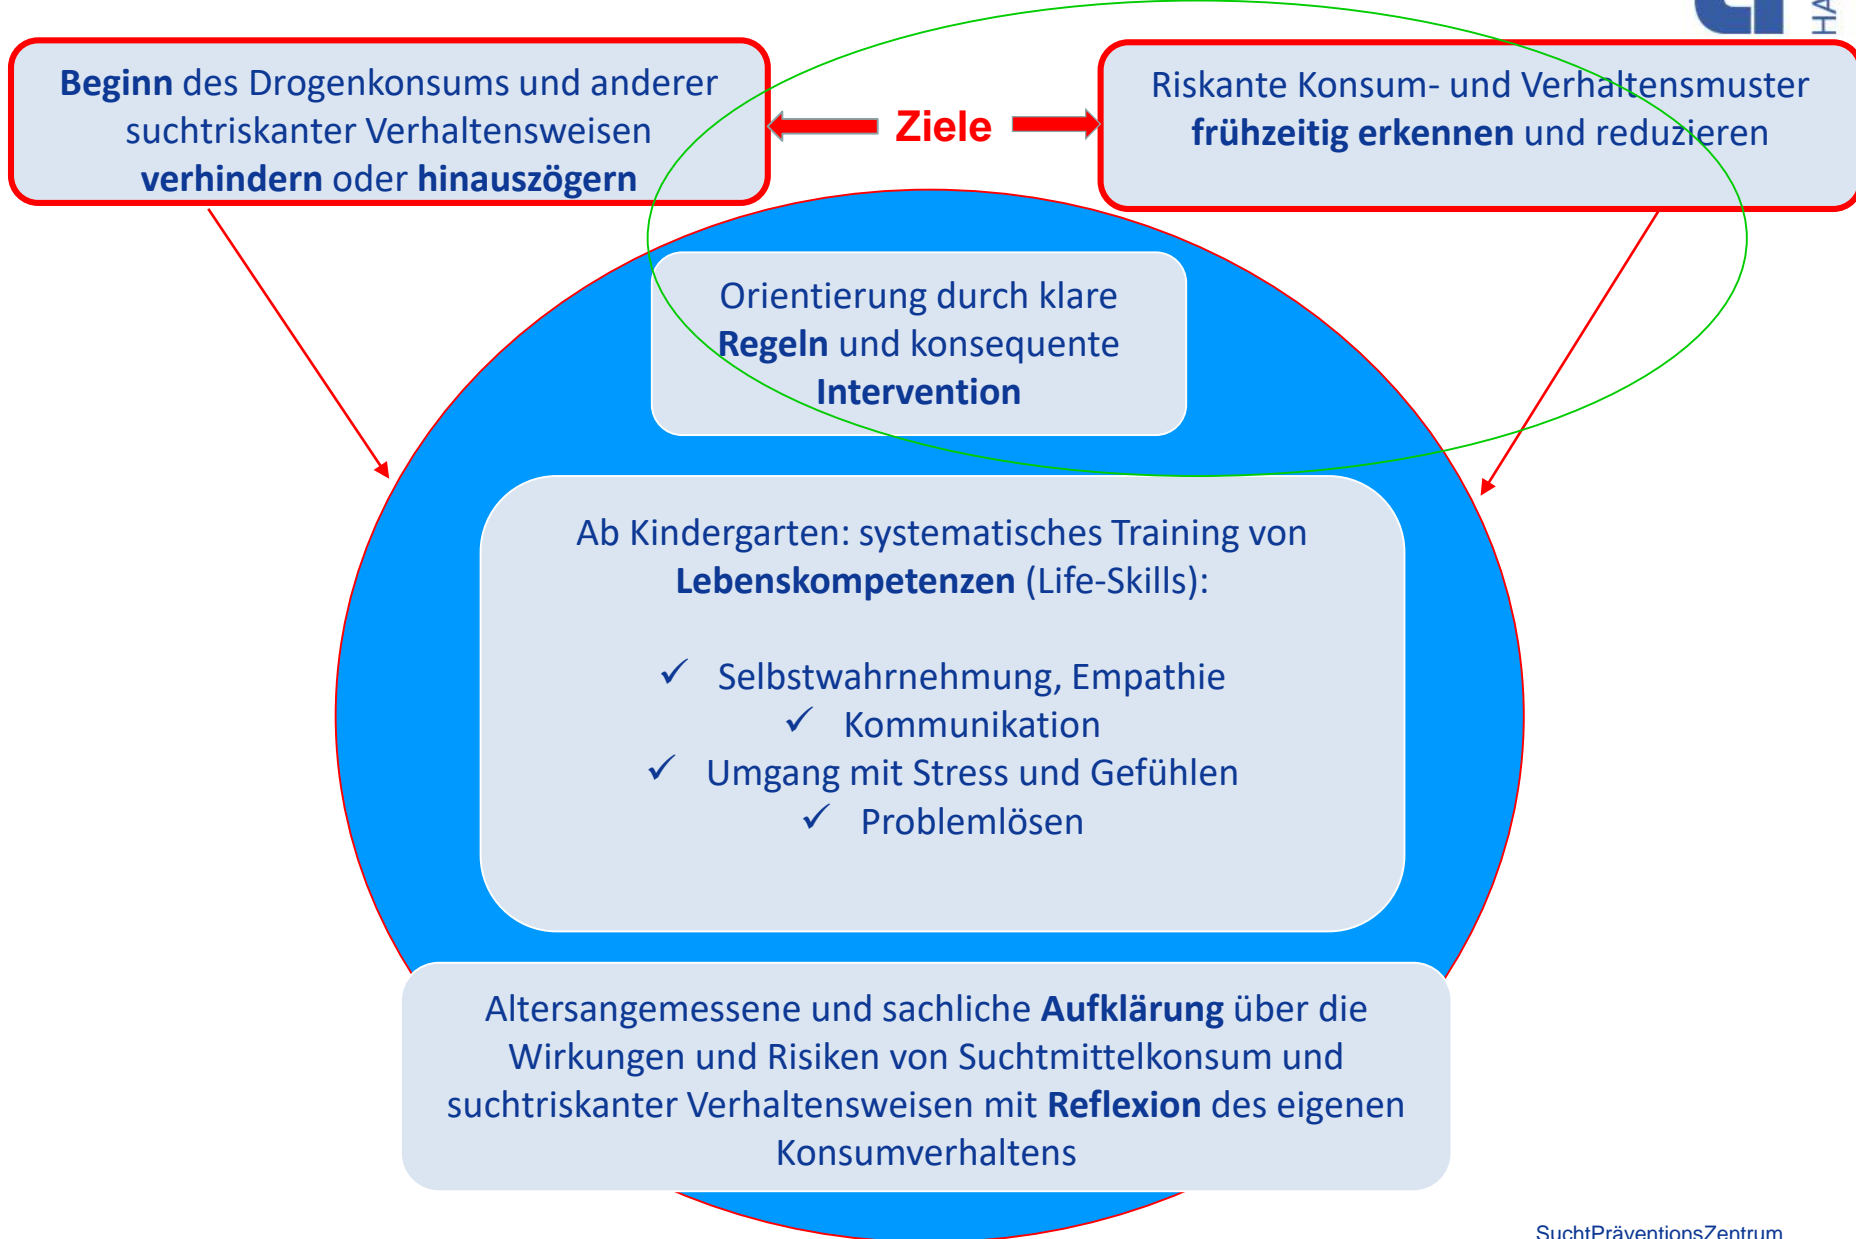 Beginn des Drogenkonsums und anderer
suchtriskanter Verhaltensweisen
verhindern oder hinauszögern
Ziele
Riskante Konsum- und Verhaltensmuster
frühzeitig erkennen und reduzieren
Orientierung durch klare
Regeln und konsequente
Intervention
Ab Kindergarten: systematisches Training von
Lebenskompetenzen (Life-Skills):
✓ Selbstwahrnehmung, Empathie
✓ Kommunikation
✓ Umgang mit Stress und Gefühlen
✓ Problemlösen
Altersangemessene und sachliche Aufklärung über die
Wirkungen und Risiken von Suchtmittelkonsum und
suchtriskanter Verhaltensweisen mit Reflexion des eigenen
Konsumverhaltens
SuchtPräventionsZentrum